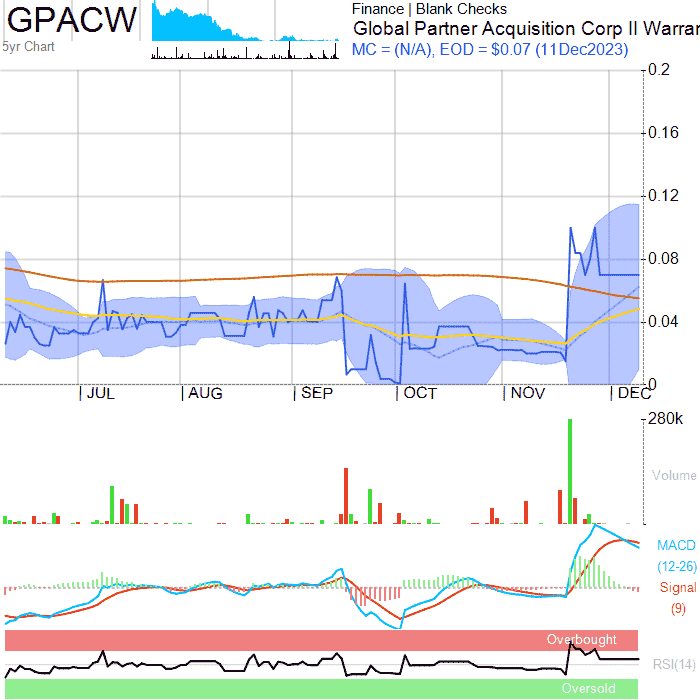 GPACW
5yr Chart
Finance | Blank Checks
Global Partner Acquisition Corp II Warran
MC = (N/A), EOD = $0.07 (11Dec2023)
0.2
0.16
0.12
0.08
0.04
0
JUL
AUG
SEP
OCT
NOV
DEC
280k
Volume
MACD
(12-26)
Signal
(9)
Overbought
RSI(14)
Oversold